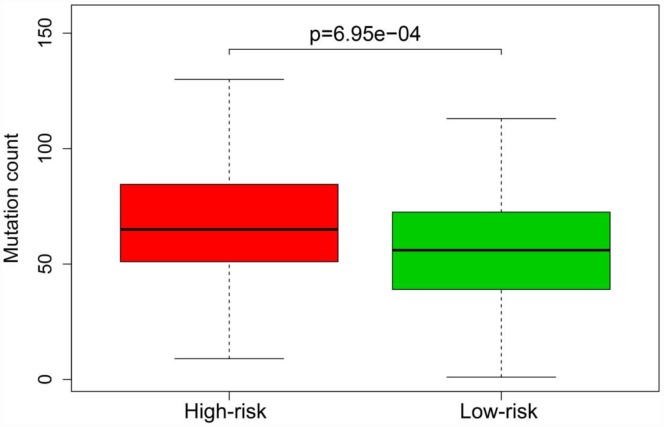 p=6.95e−04
150
100
50
0
Mutation count
High-risk
Low-risk